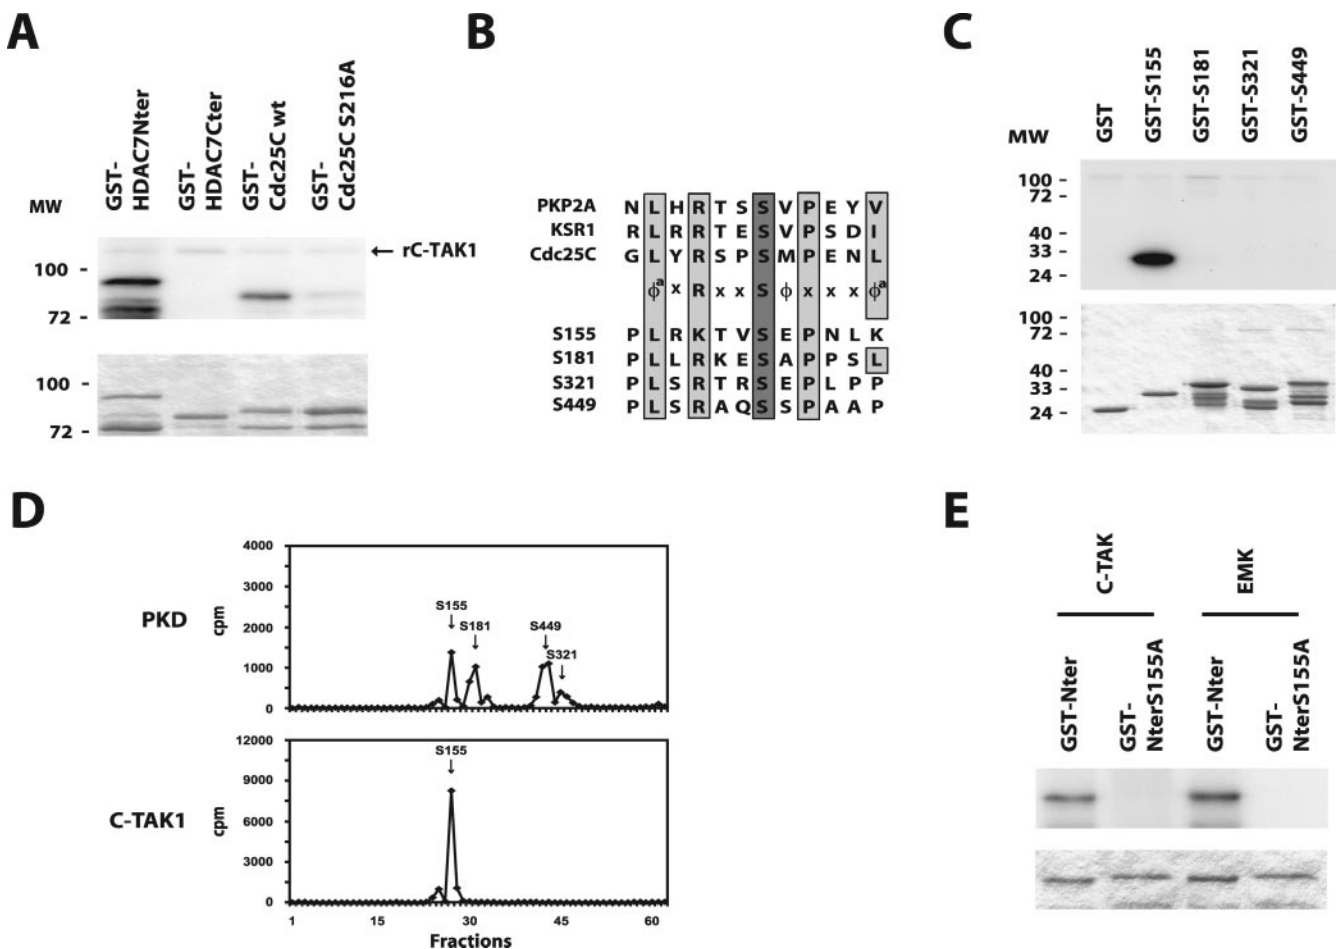 A
GST-
HDAC7Nter
GST-
HDAC7Cter
GST-
Cdc25C wt
GST-
Cdc25C S216A
MW
← rC-TAK1
100 -
72 -
100 -
72 -
B
PKP2A N L H R T S S V P E Y V
KSR1 R L R R T E S V P S D I
Cdc25C G L Y R S P S M P E N L
ϕᵃ x R x x S ϕ x x x ϕᵃ
S155 P L R K T V S E P N L K
S181 P L L R K E S A P P S L
S321 P L S R T R S E P L P P
S449 P L S R A Q S S P A A P
C
GST
GST-S155
GST-S181
GST-S321
GST-S449
MW
100 -
72 -
40 -
33 -
24 -
100 -
72 -
40 -
33 -
24 -
D
PKD
cpm
4000
3000
2000
1000
0
S155
S181
S449
S321
C-TAK1
cpm
12000
9000
6000
3000
0
S155
1 15 30 45 60
Fractions
E
C-TAK
EMK
GST-Nter
GST-
NterS155A
GST-Nter
GST-
NterS155A